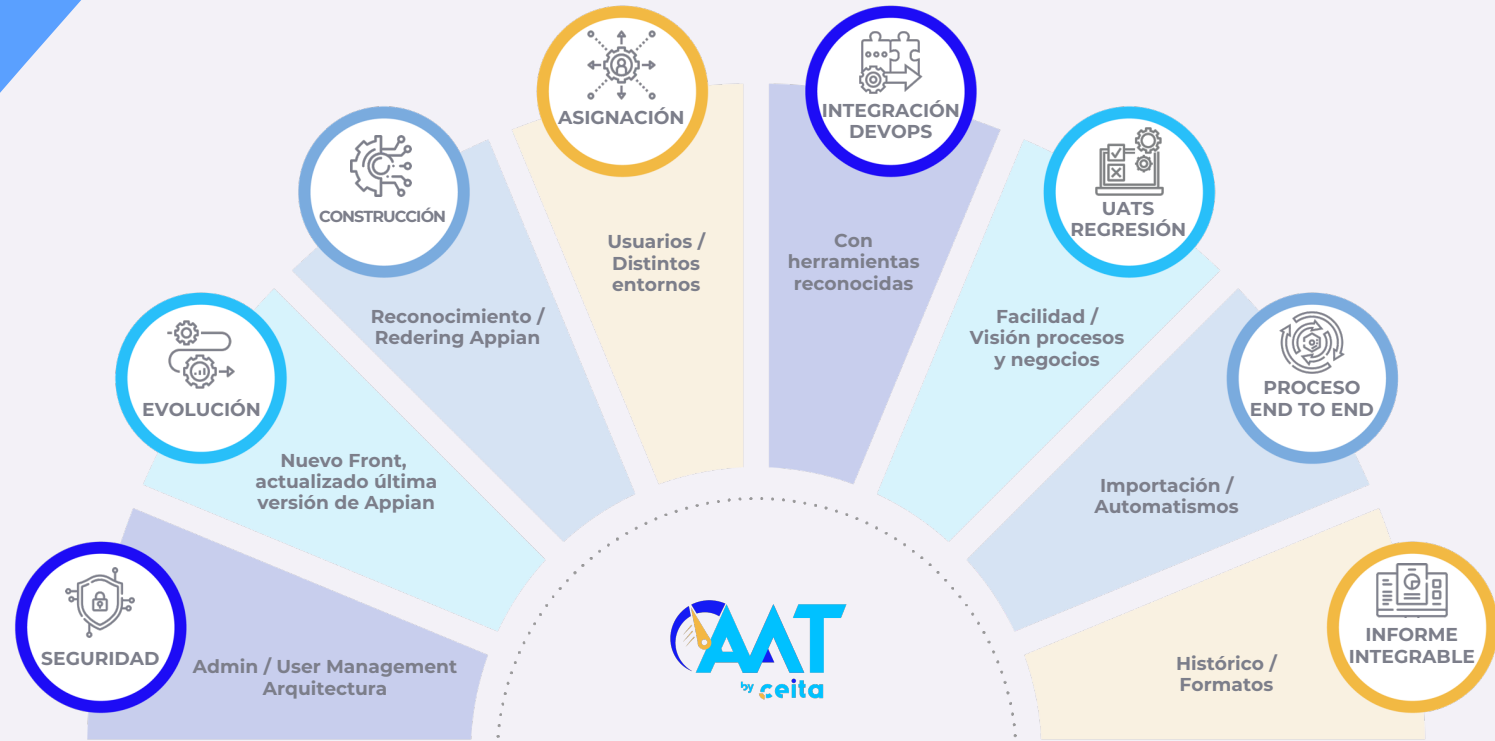 SEGURIDAD
Admin / User Management
Arquitectura
EVOLUCIÓN
Nuevo Front,
actualizado última
versión de Appian
CONSTRUCCIÓN
Reconocimiento /
Redering Appian
ASIGNACIÓN
Usuarios /
Distintos
entornos
INTEGRACIÓN
DEVOPS
Con
herramientas
reconocidas
UATS
REGRESIÓN
Facilidad /
Visión procesos
y negocios
PROCESO
END TO END
Importación /
Automatismos
INFORME
INTEGRABLE
Histórico /
Formatos
AAT
by ceita